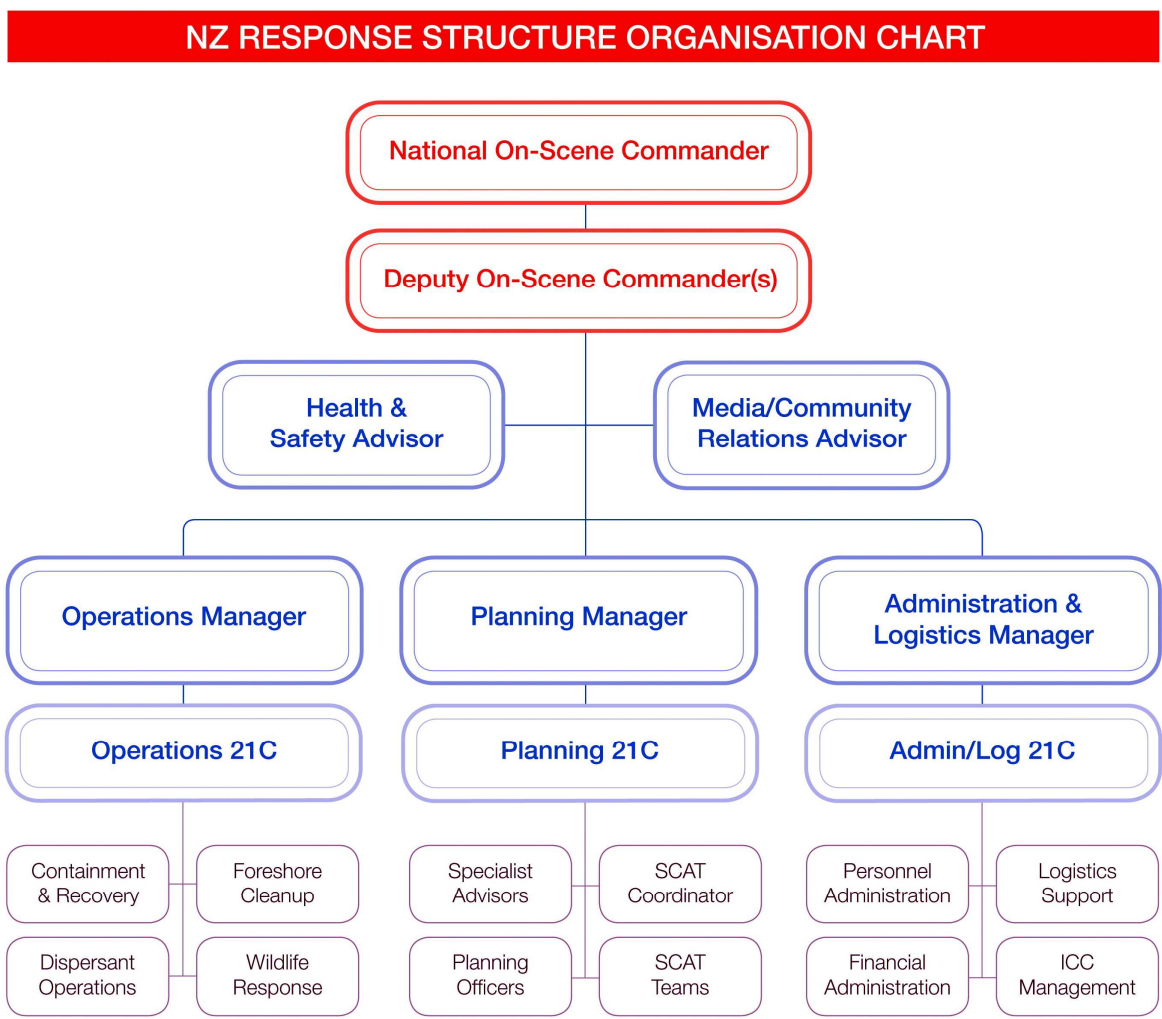 NZ RESPONSE STRUCTURE ORGANISATION CHART
National On-Scene Commander
Deputy On-Scene Commander(s)
Health &
Safety Advisor
Media/Community
Relations Advisor
Operations Manager
Planning Manager
Administration &
Logistics Manager
Operations 21C
Planning 21C
Admin/Log 21C
Containment
& Recovery
Foreshore
Cleanup
Specialist
Advisors
SCAT
Coordinator
Personnel
Administration
Logistics
Support
Dispersant
Operations
Wildlife
Response
Planning
Officers
SCAT
Teams
Financial
Administration
ICC
Management